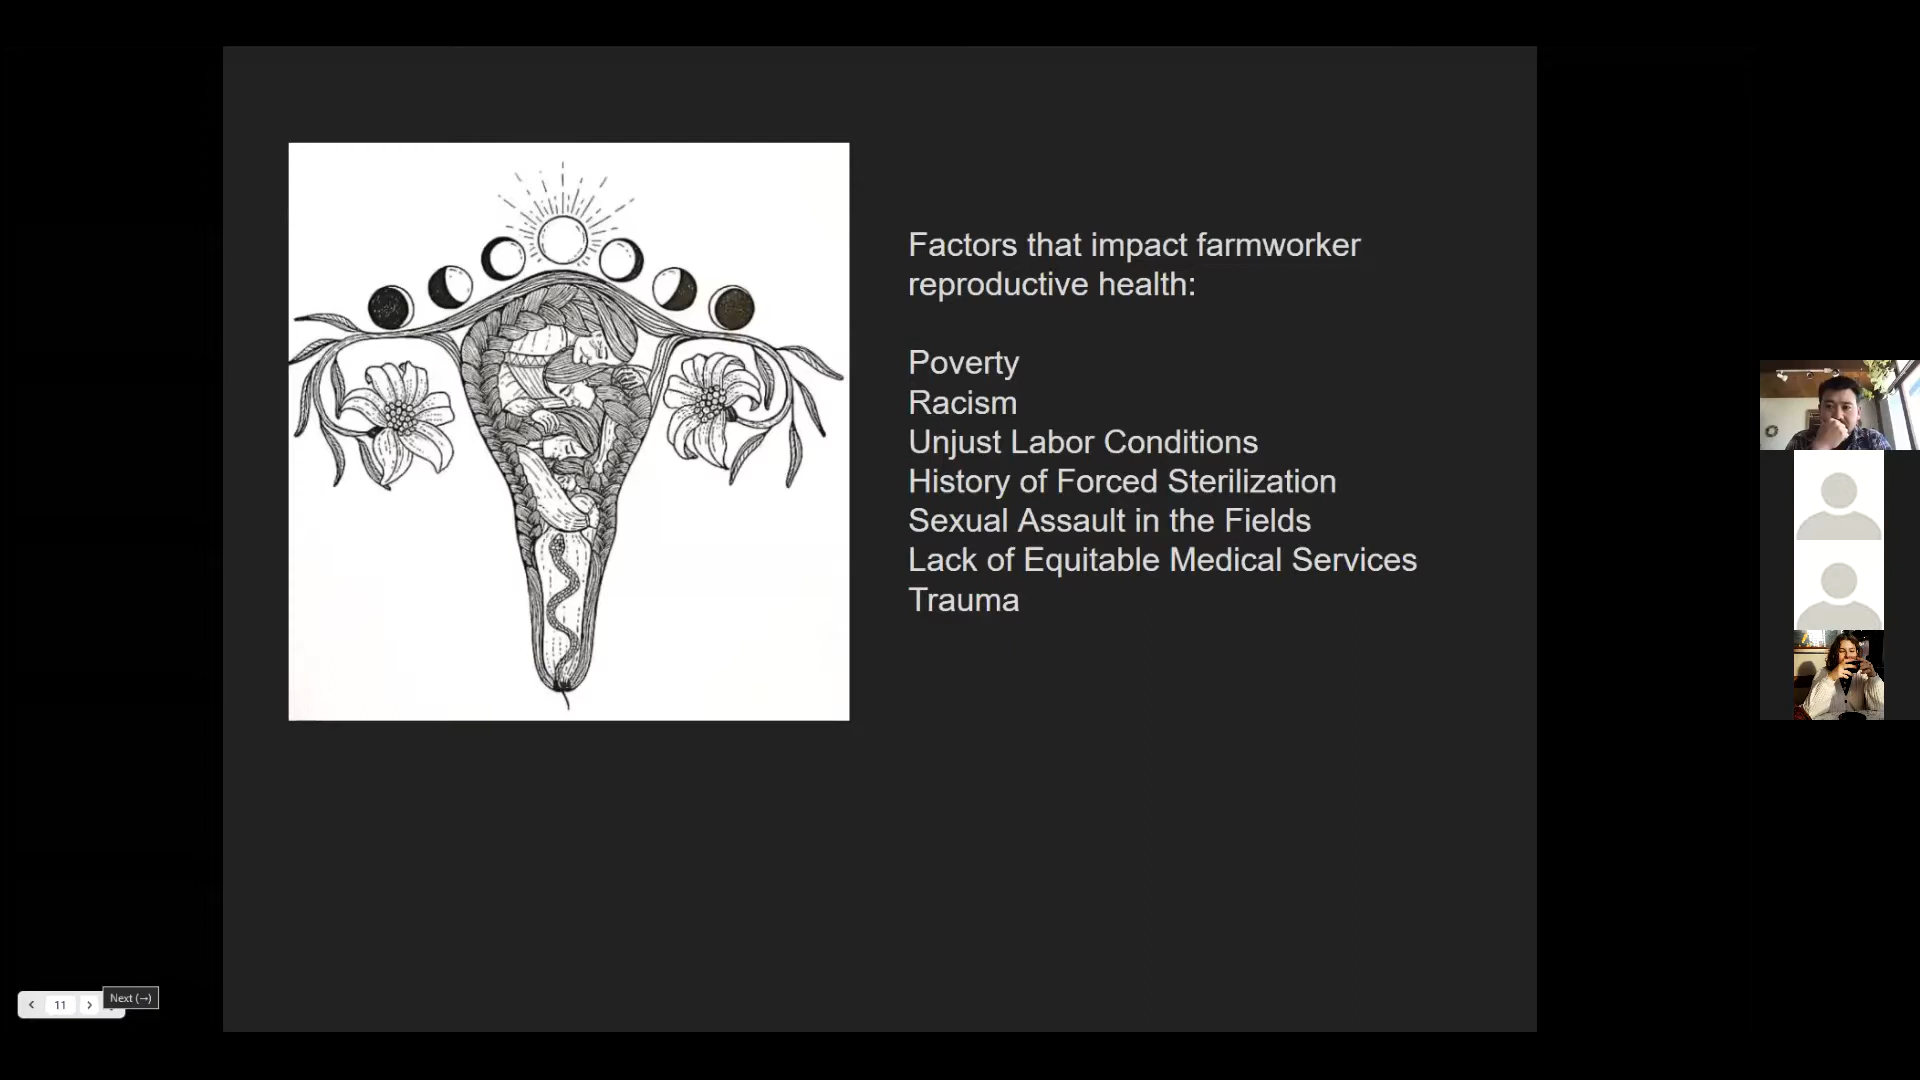 Factors that impact farmworker
reproductive health:
Poverty
Racism
Unjust Labor Conditions
History of Forced Sterilization
Sexual Assault in the Fields
Lack of Equitable Medical Services
Trauma
11
Next (→)